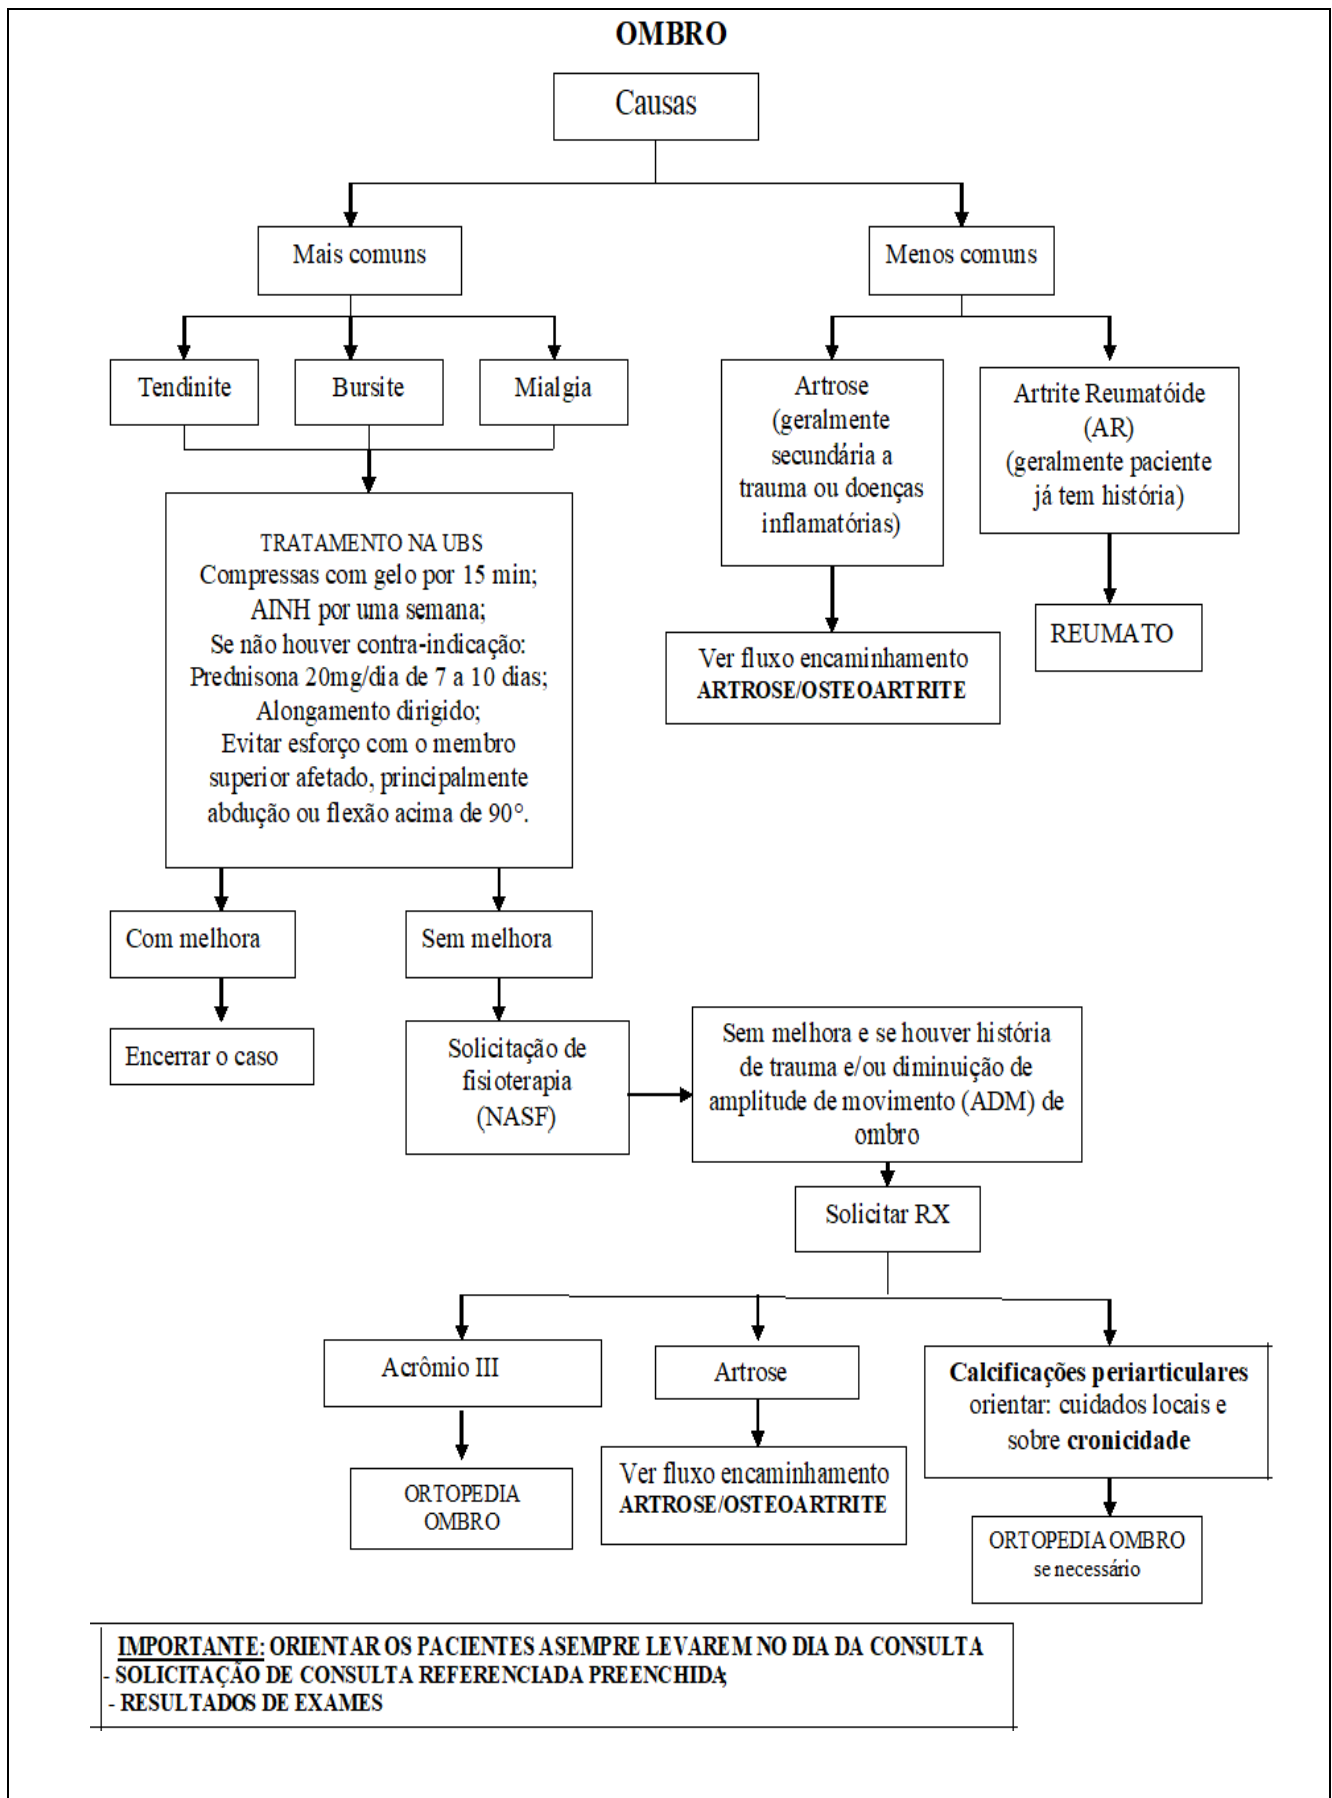 OMBRO
Causas
Mais comuns
Menos comuns
Tendinite
Bursite
Mialgia
Artrose
(geralmente
secundária a
trauma ou doenças
inflamatórias)
Artrite Reumatóide
(AR)
(geralmente paciente
já tem história)
TRATAMENTO NA UBS
Compressas com gelo por 15 min;
AINH por uma semana;
Se não houver contra-indicação:
Prednisona 20mg/dia de 7 a 10 dias;
Alongamento dirigido;
Evitar esforço com o membro
superior afetado, principalmente
abdução ou flexão acima de 90°.
Ver fluxo encaminhamento
ARTROSE/OSTEOARTRITE
REUMATO
Com melhora
Sem melhora
Encerrar o caso
Solicitação de
fisioterapia
(NASF)
Sem melhora e se houver história
de trauma e/ou diminuição de
amplitude de movimento (ADM) de
ombro
Solicitar RX
Acrômio III
Artrose
Calcificações periarticulares
orientar: cuidados locais e
sobre cronicidade
ORTOPEDIA
OMBRO
Ver fluxo encaminhamento
ARTROSE/OSTEOARTRITE
ORTOPEDIA OMBRO
se necessário
IMPORTANTE: ORIENTAR OS PACIENTES A SEMPRE LEVAREM NO DIA DA CONSULTA
- SOLICITAÇÃO DE CONSULTA REFERENCIADA PREENCHIDA;
- RESULTADOS DE EXAMES